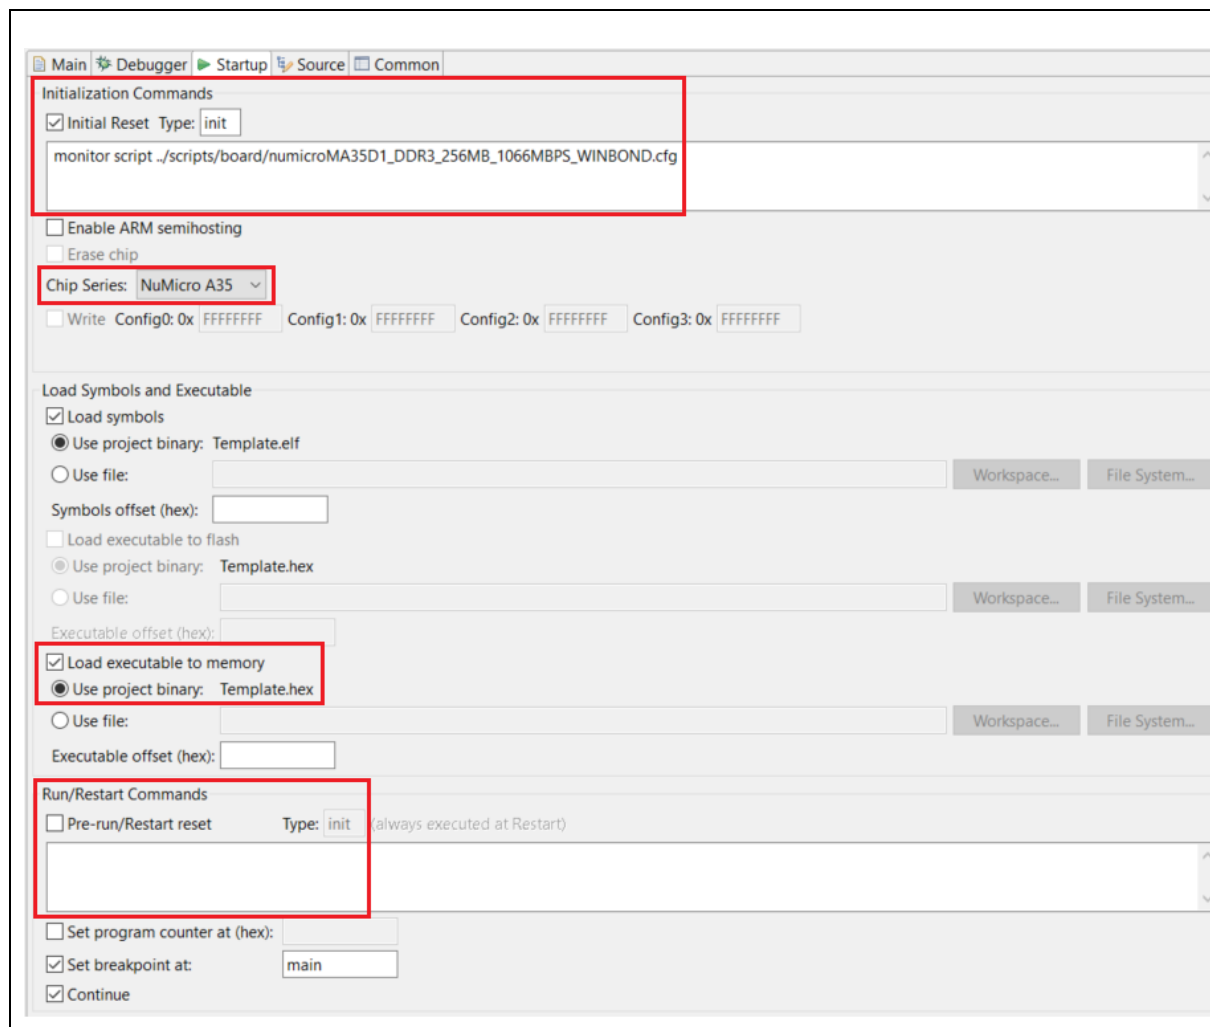 Main Debugger Startup Source Common
Initialization Commands
Initial Reset Type: init
monitor script ../scripts/board/numicroMA35D1_DDR3_256MB_1066MBPS_WINBOND.cfg
Enable ARM semihosting
Erase chip
Chip Series: NuMicro A35
Write Config0: 0x FFFFFFFF Config1: 0x FFFFFFFF Config2: 0x FFFFFFFF Config3: 0x FFFFFFFF
Load Symbols and Executable
Load symbols
Use project binary: Template.elf
Use file: Workspace... File System...
Symbols offset (hex):
Load executable to flash
Use project binary: Template.hex
Use file: Workspace... File System...
Executable offset (hex):
Load executable to memory
Use project binary: Template.hex
Use file: Workspace... File System...
Executable offset (hex):
Run/Restart Commands
Pre-run/Restart reset Type: init (always executed at Restart)
Set program counter at (hex):
Set breakpoint at: main
Continue